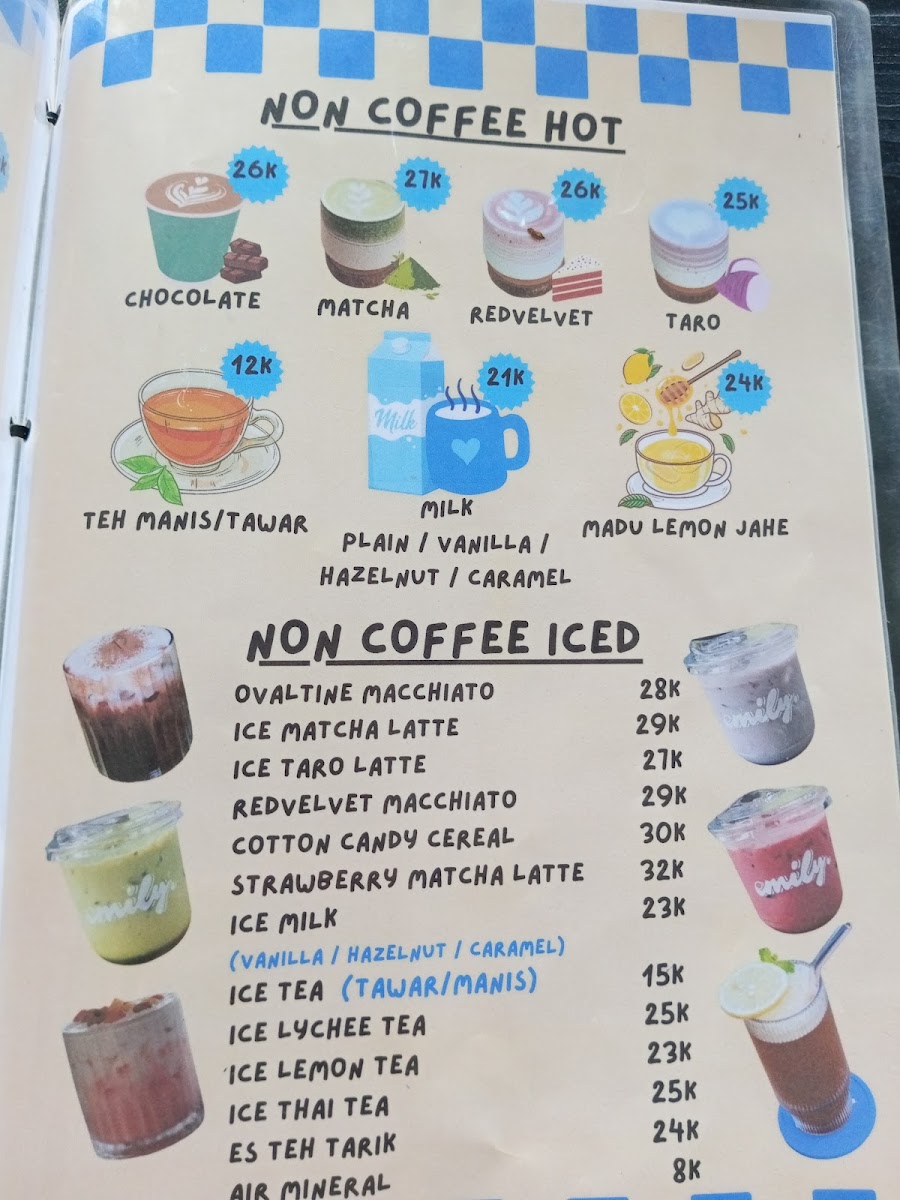 NON COFFEE HOT
26K
27K
26K
25K
CHOCOLATE
MATCHA
REDVELVET
TARO
12K
21K
24K
Milk
TEH MANIS/TAWAR
MILK
PLAIN / VANILLA /
HAZELNUT / CARAMEL
MADU LEMON JAHE
NON COFFEE ICED
OVALTINE MACCHIATO 28K
ICE MATCHA LATTE 29K
ICE TARO LATTE 27K
REDVELVET MACCHIATO 29K
COTTON CANDY CEREAL 30K
STRAWBERRY MATCHA LATTE 32K
ICE MILK 23K
(VANILLA / HAZELNUT / CARAMEL)
ICE TEA (TAWAR/MANIS) 15K
ICE LYCHEE TEA 25K
ICE LEMON TEA 23K
ICE THAI TEA 25K
ES TEH TARIK 24K
AIR MINERAL 8K
emily.
emily.
emily.